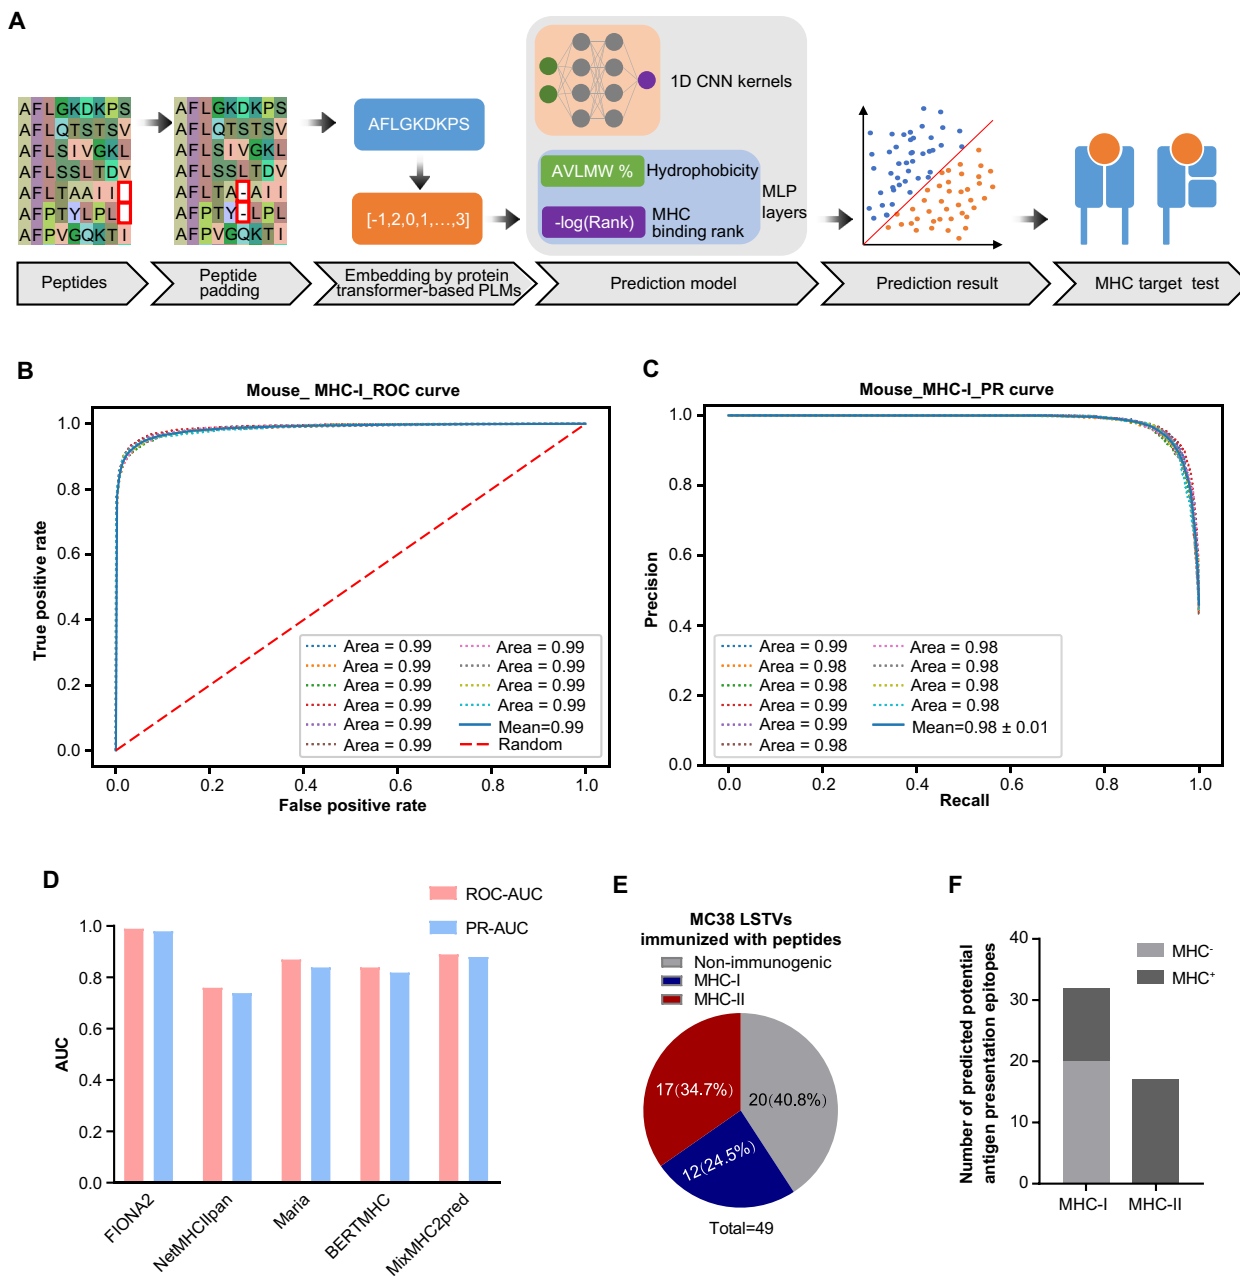 A
AFLGKDKPS
AFLQTSTSV
AFLSIVGKL
AFLSSLTDV
AFLTAAII
AFPTYLPL
AFPVGQKTI
AFLGKDKPS
AFLQTSTSV
AFLSIVGKL
AFLSSLTDV
AFLTA-AII
AFPTY-LPL
AFPVGQKTI
AFLGKDKPS
[-1,2,0,1,...,3]
1D CNN kernels
AVLMW % Hydrophobicity
-log(Rank) MHC
binding rank
MLP
layers
Peptides
Peptide
padding
Embedding by protein
transformer-based PLMs
Prediction model
Prediction result
MHC target test
B
Mouse_ MHC-I_ROC curve
True positive rate
1.0
0.8
0.6
0.4
0.2
0.0
0.0 0.2 0.4 0.6 0.8 1.0
False positive rate
Area = 0.99 Area = 0.99
Area = 0.99 Area = 0.99
Area = 0.99 Area = 0.99
Area = 0.99 Area = 0.99
Area = 0.99 Mean=0.99
Area = 0.99 Random
C
Mouse_MHC-I_PR curve
Precision
1.0
0.8
0.6
0.4
0.2
0.0
0.0 0.2 0.4 0.6 0.8 1.0
Recall
Area = 0.99 Area = 0.98
Area = 0.98 Area = 0.98
Area = 0.98 Area = 0.98
Area = 0.99 Area = 0.98
Area = 0.99 Mean=0.98 ± 0.01
Area = 0.98
D
ROC-AUC
PR-AUC
AUC
1.0
0.8
0.6
0.4
0.2
0.0
FIONA2
NetMHCIIpan
Maria
BERTMHC
MixMHC2pred
E
MC38 LSTVs
immunized with peptides
Non-immunogenic
MHC-I
MHC-II
17(34.7%)
20(40.8%)
12(24.5%)
Total=49
F
Number of predicted potential
antigen presentation epitopes
40
30
20
10
0
MHC-I MHC-II
MHC-
MHC+